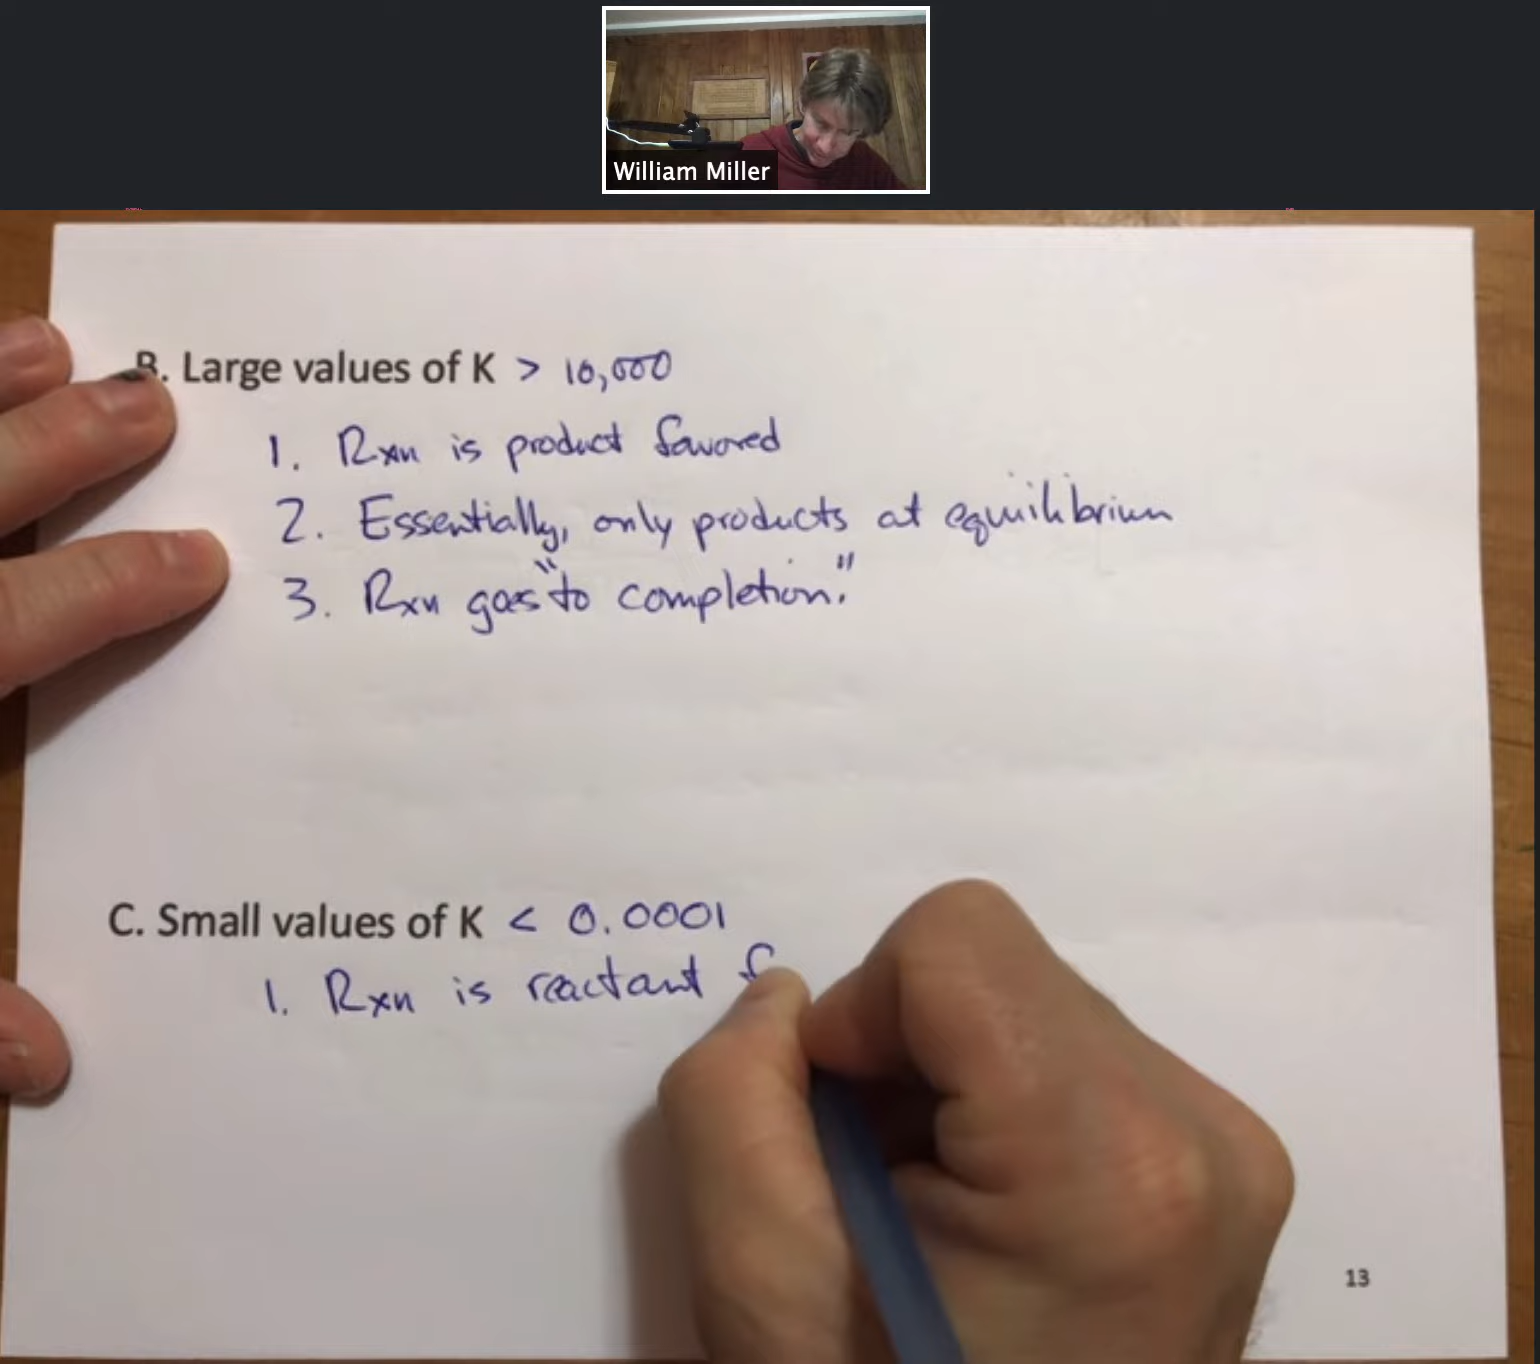 William Miller
B. Large values of K > 10,000
1. Rxn is product favored
2. Essentially, only products at equilibrium
3. Rxn goes "to completion."
C. Small values of K < 0.0001
1. Rxn is reactant f
13